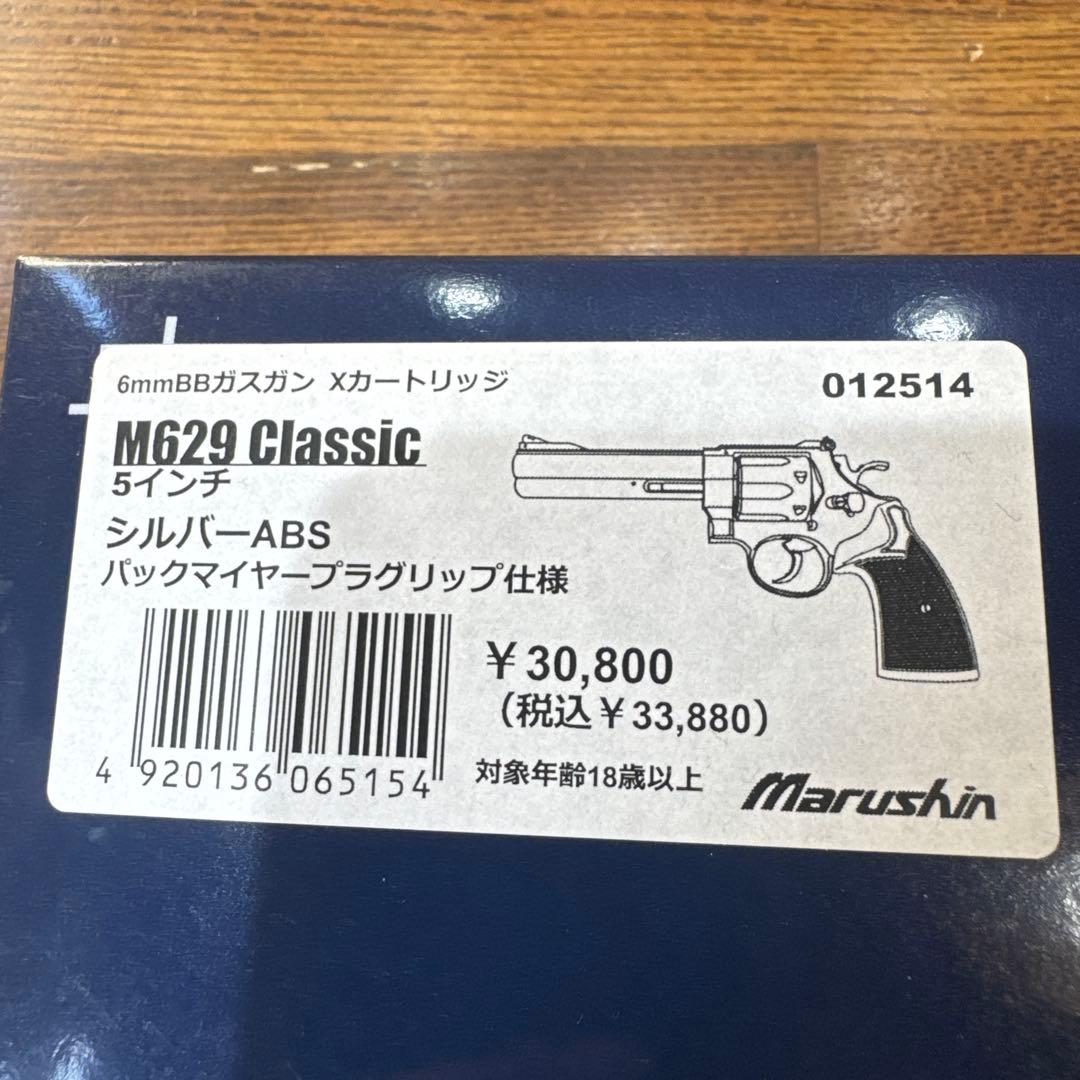 6mmBBガスガン Xカートリッジ
012514
M629 Classic
5インチ
シルバーABS
パックマイヤープラグリップ仕様
￥30,800
（税込￥33,880）
4 920136 065154
対象年齢18歳以上
Marushin